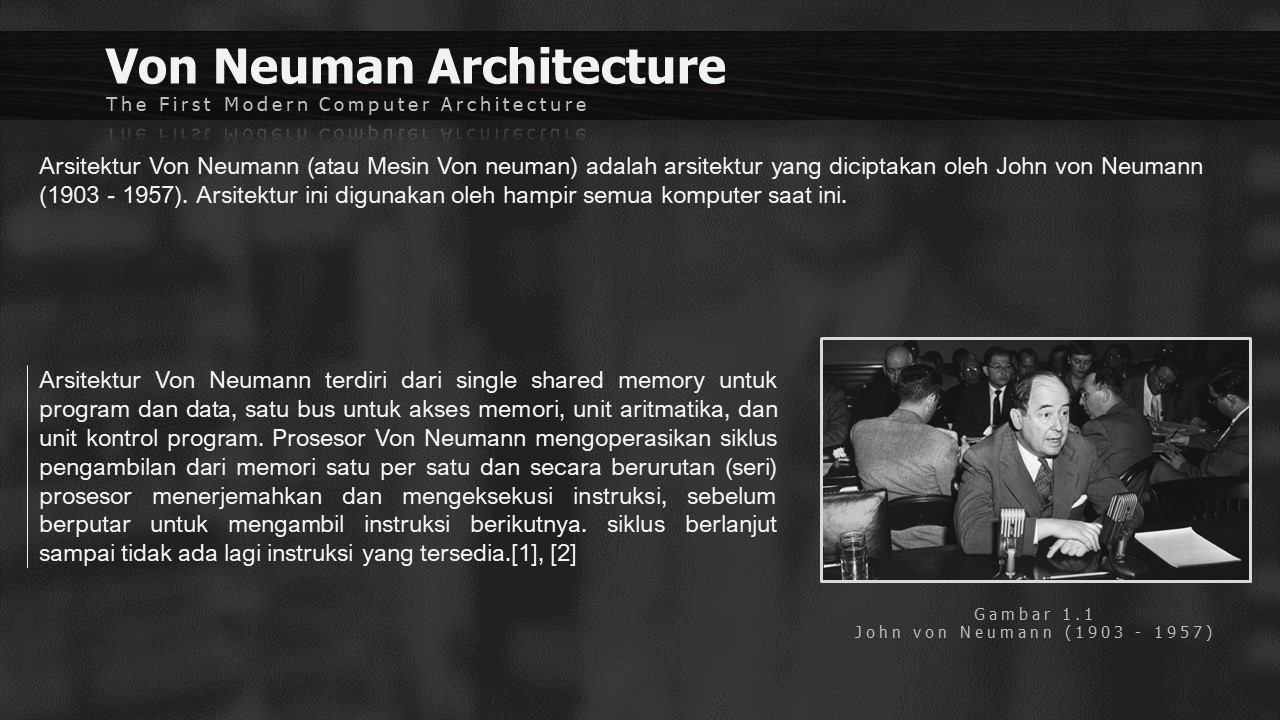 Von Neuman Architecture
The First Modern Computer Architecture
Arsitektur Von Neumann (atau Mesin Von neuman) adalah arsitektur yang diciptakan oleh John von Neumann
(1903 - 1957). Arsitektur ini digunakan oleh hampir semua komputer saat ini.
Arsitektur Von Neumann terdiri dari single shared memory untuk
program dan data, satu bus untuk akses memori, unit aritmatika, dan
unit kontrol program. Prosesor Von Neumann mengoperasikan siklus
pengambilan dari memori satu per satu dan secara berurutan (seri)
prosesor menerjemahkan dan mengeksekusi instruksi, sebelum
berputar untuk mengambil instruksi berikutnya. siklus berlanjut
sampai tidak ada lagi instruksi yang tersedia.[1], [2]
Gambar 1.1
John von Neumann (1903 - 1957)